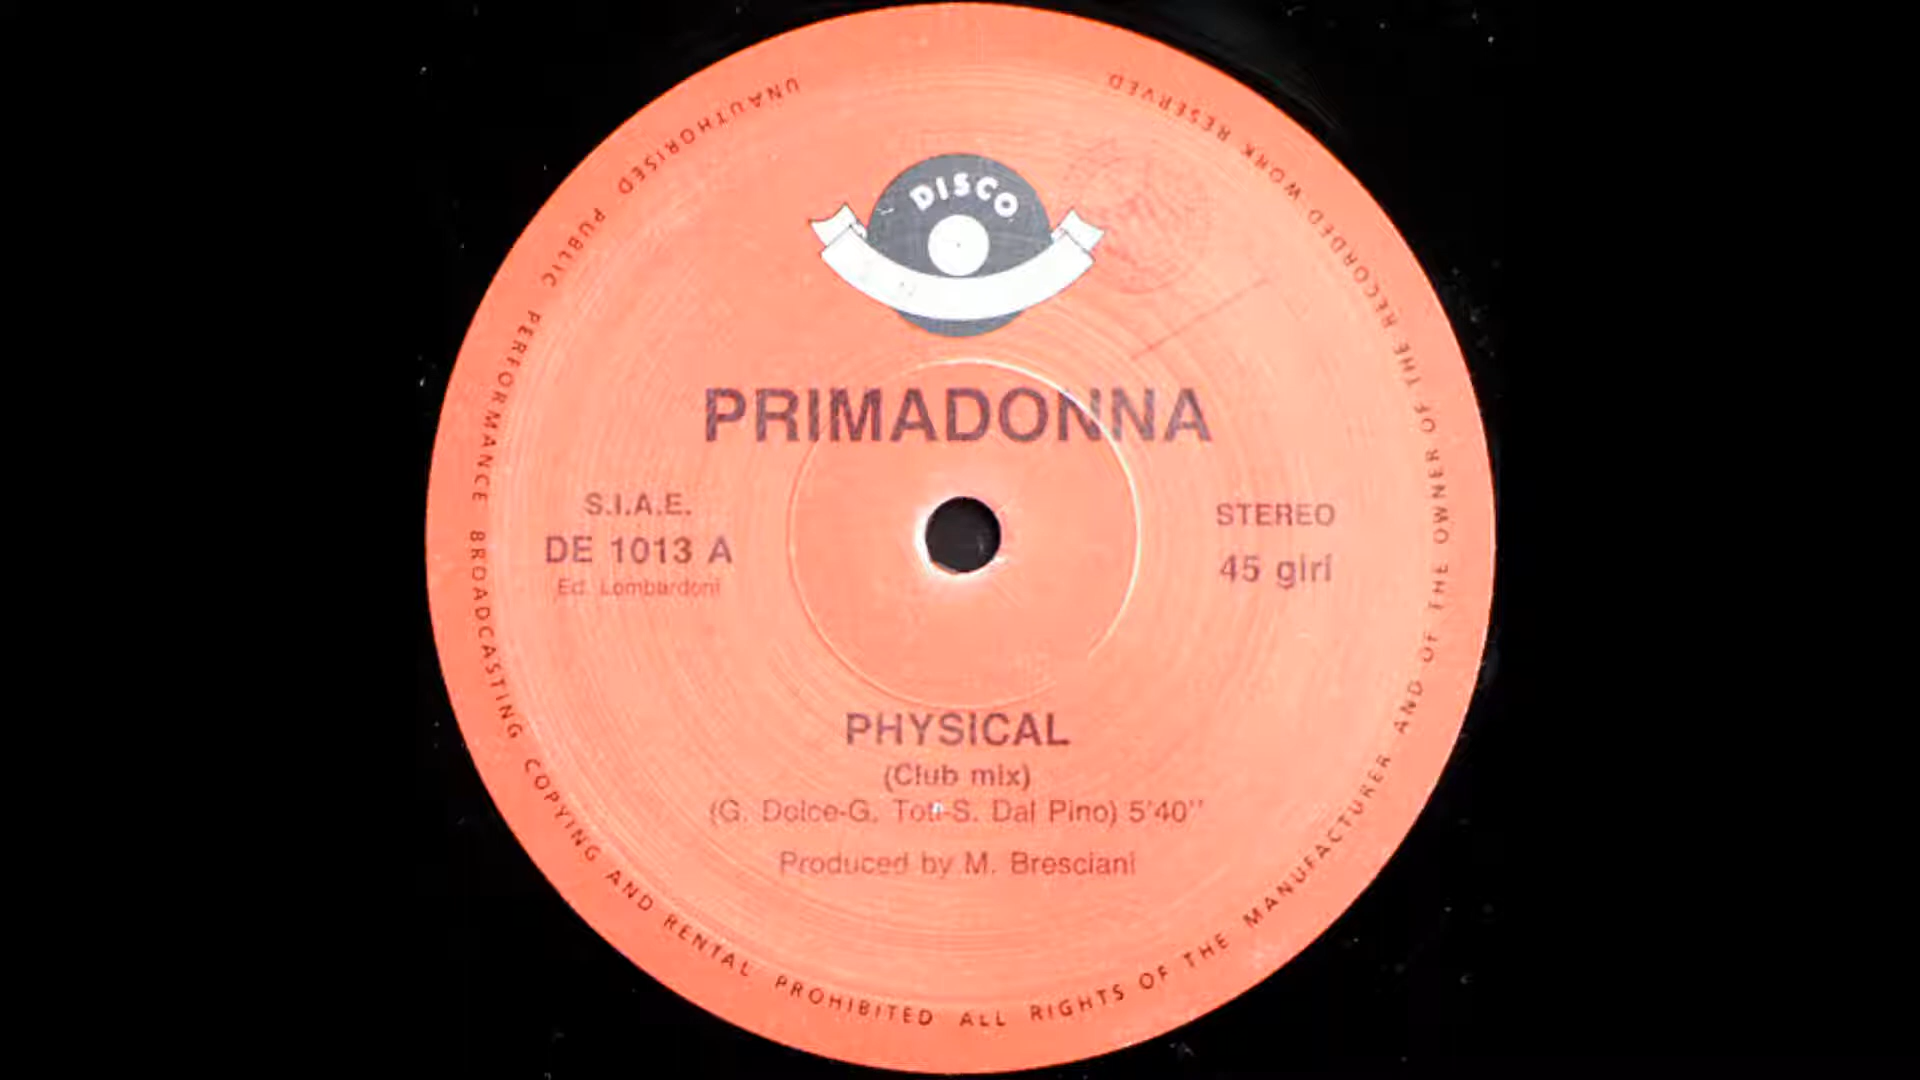 DISCO
PRIMADONNA
S.I.A.E.
DE 1013 A
Ed. Lombardoni
STEREO
45 giri
PHYSICAL
(Club mix)
(G. Dolce-G. Toti-S. Dal Pino) 5'40''
Produced by M. Bresciani
UNAUTHORISED PUBLIC PERFORMANCE BROADCASTING COPYING AND RENTAL PROHIBITED ALL RIGHTS OF THE MANUFACTURER AND OF THE OWNER OF THE RECORDED WORK RESERVED